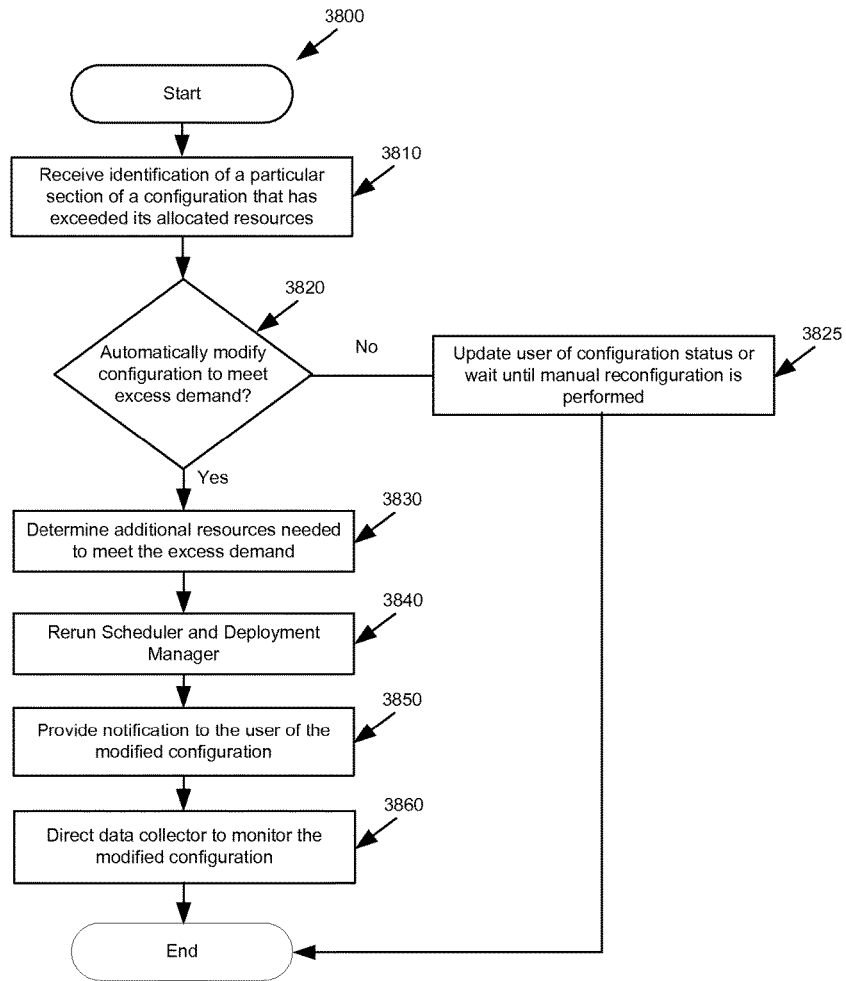 3800
Start
3810
Receive identification of a particular
section of a configuration that has
exceeded its allocated resources
3820
Automatically modify
configuration to meet
excess demand?
No
3825
Update user of configuration status or
wait until manual reconfiguration is
performed
Yes
3830
Determine additional resources needed
to meet the excess demand
3840
Rerun Scheduler and Deployment
Manager
3850
Provide notification to the user of the
modified configuration
3860
Direct data collector to monitor the
modified configuration
End